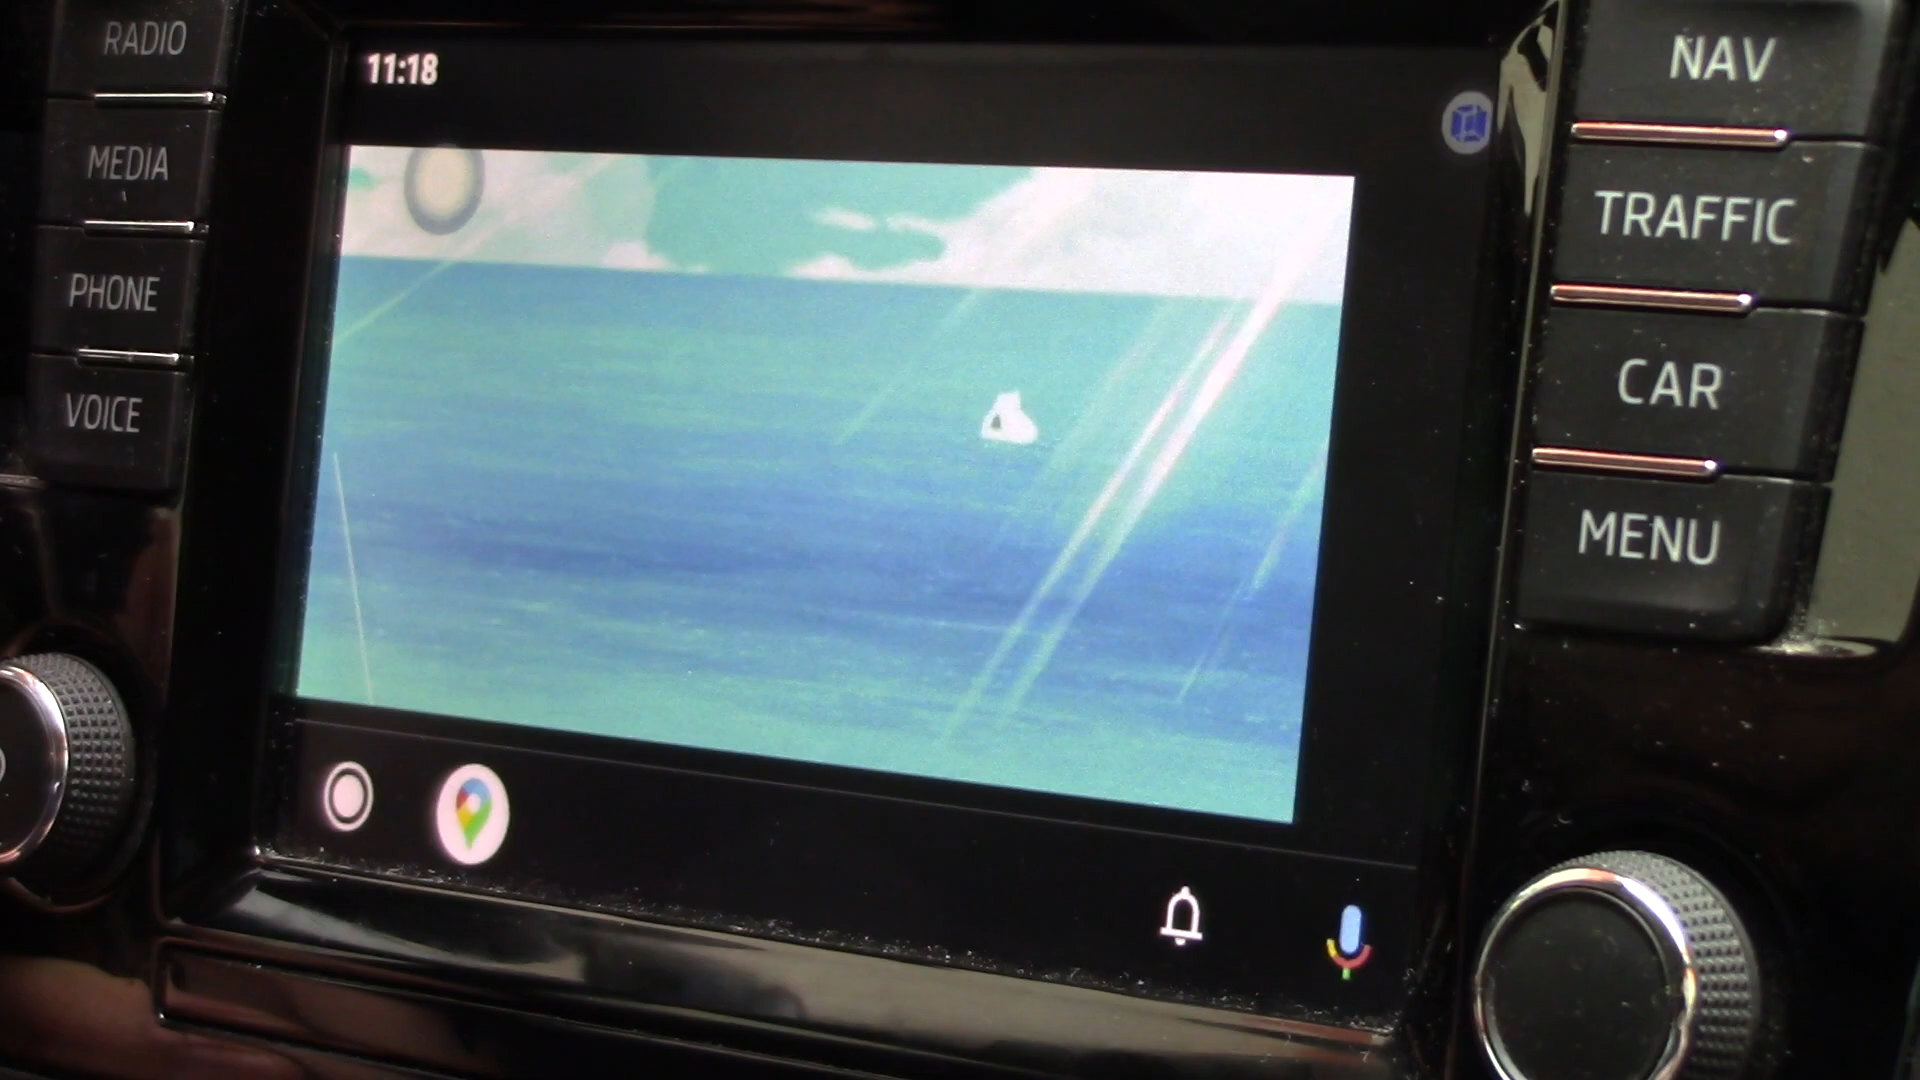 RADIO
MEDIA
PHONE
VOICE
11:18
NAV
TRAFFIC
CAR
MENU